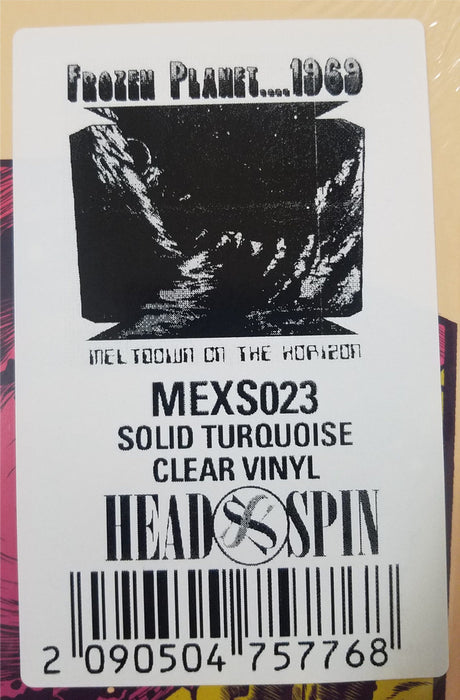 FROZEN PLANET....1969
MELTDOWN ON THE HORIZON
MEXS023
SOLID TURQUOISE
CLEAR VINYL
HEAD SPIN
2 090504 757768